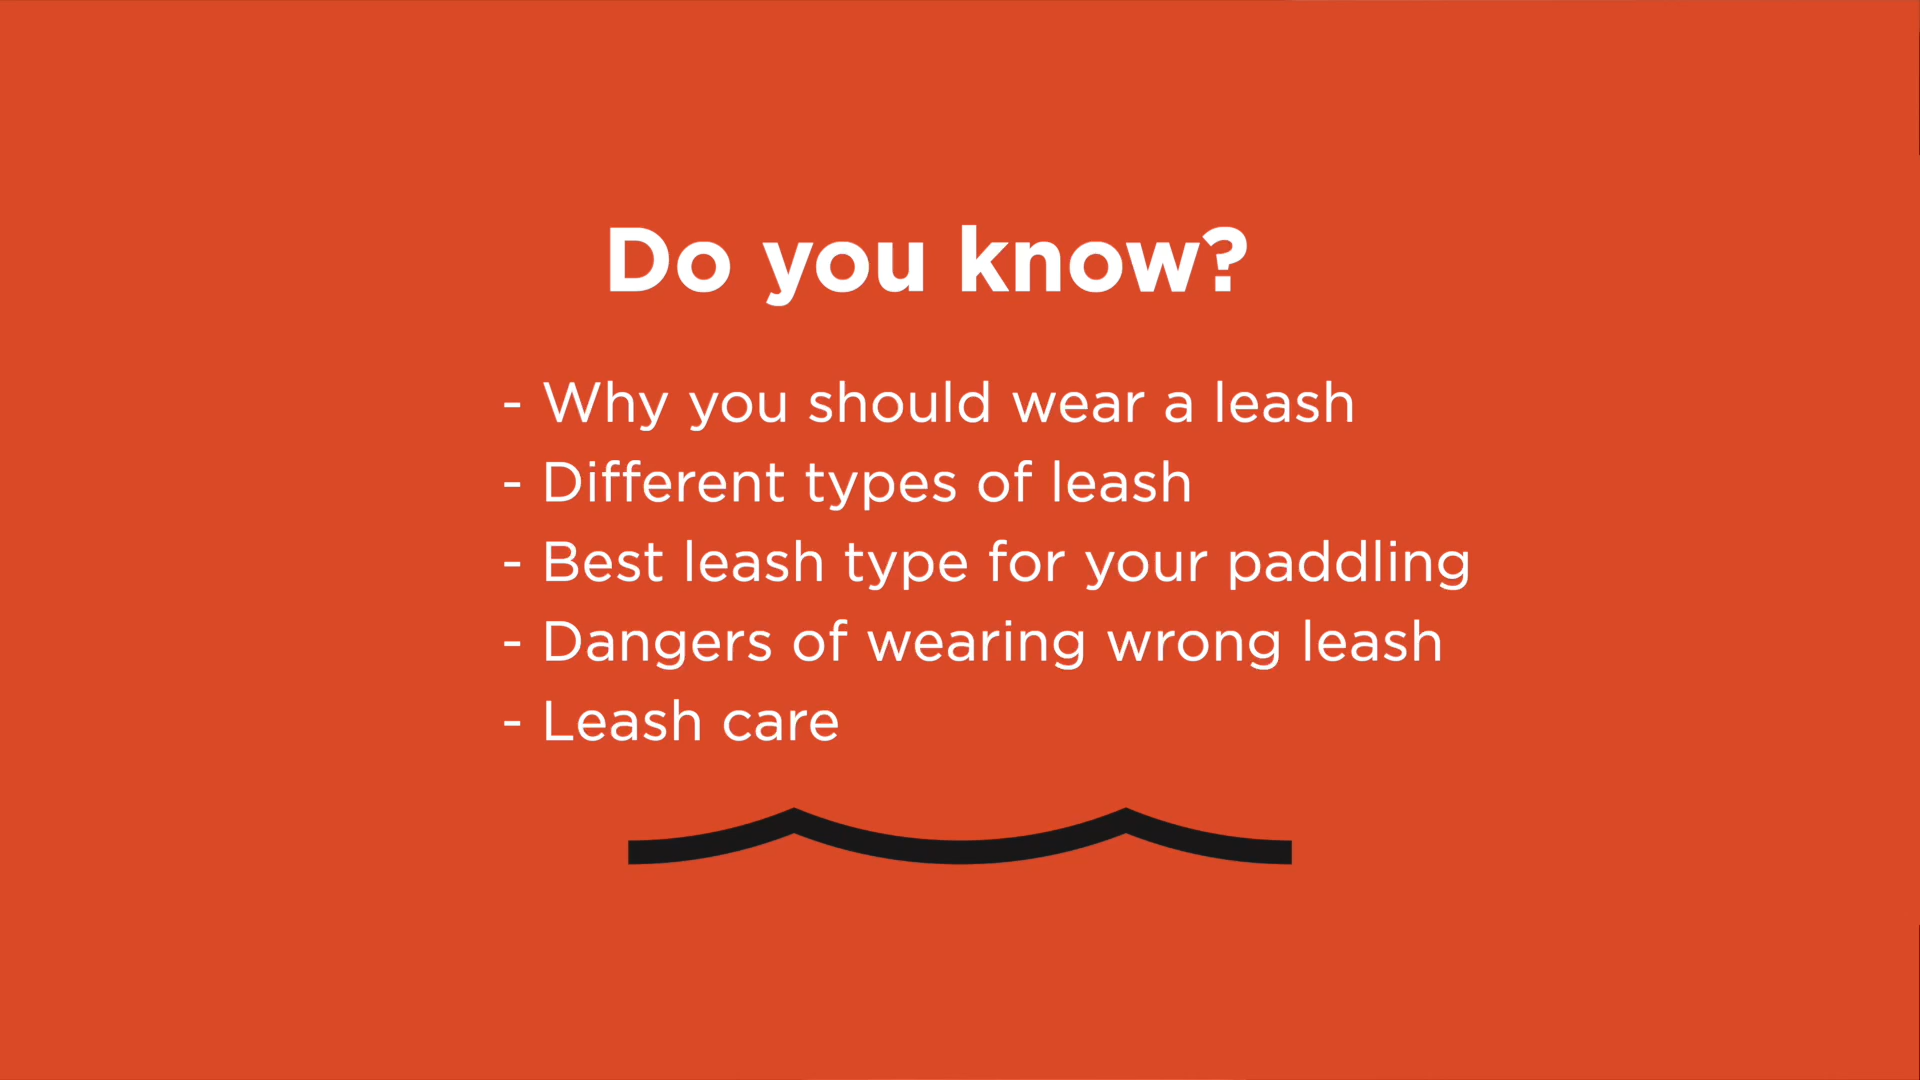 Do you know?
- Why you should wear a leash
- Different types of leash
- Best leash type for your paddling
- Dangers of wearing wrong leash
- Leash care